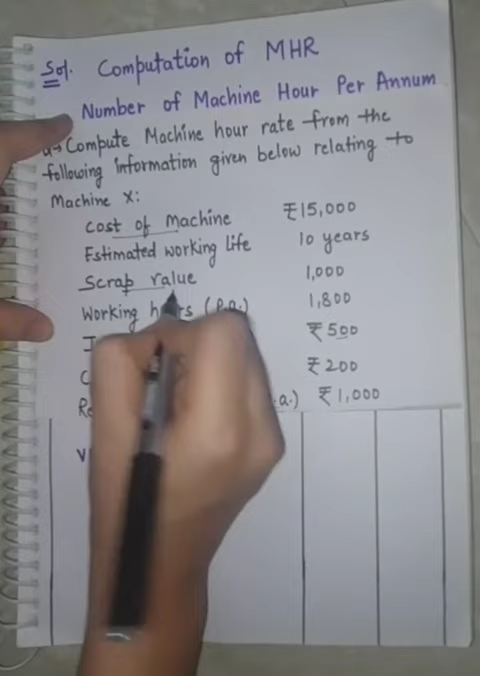 Sol. Computation of MHR
Number of Machine Hour Per Annum
Q→ Compute Machine hour rate from the
following information given below relating to
Machine X:
Cost of Machine ₹15,000
Estimated working life 10 years
Scrap value 1,000
Working (p.a.) 1,800
₹500
₹200
₹1,000